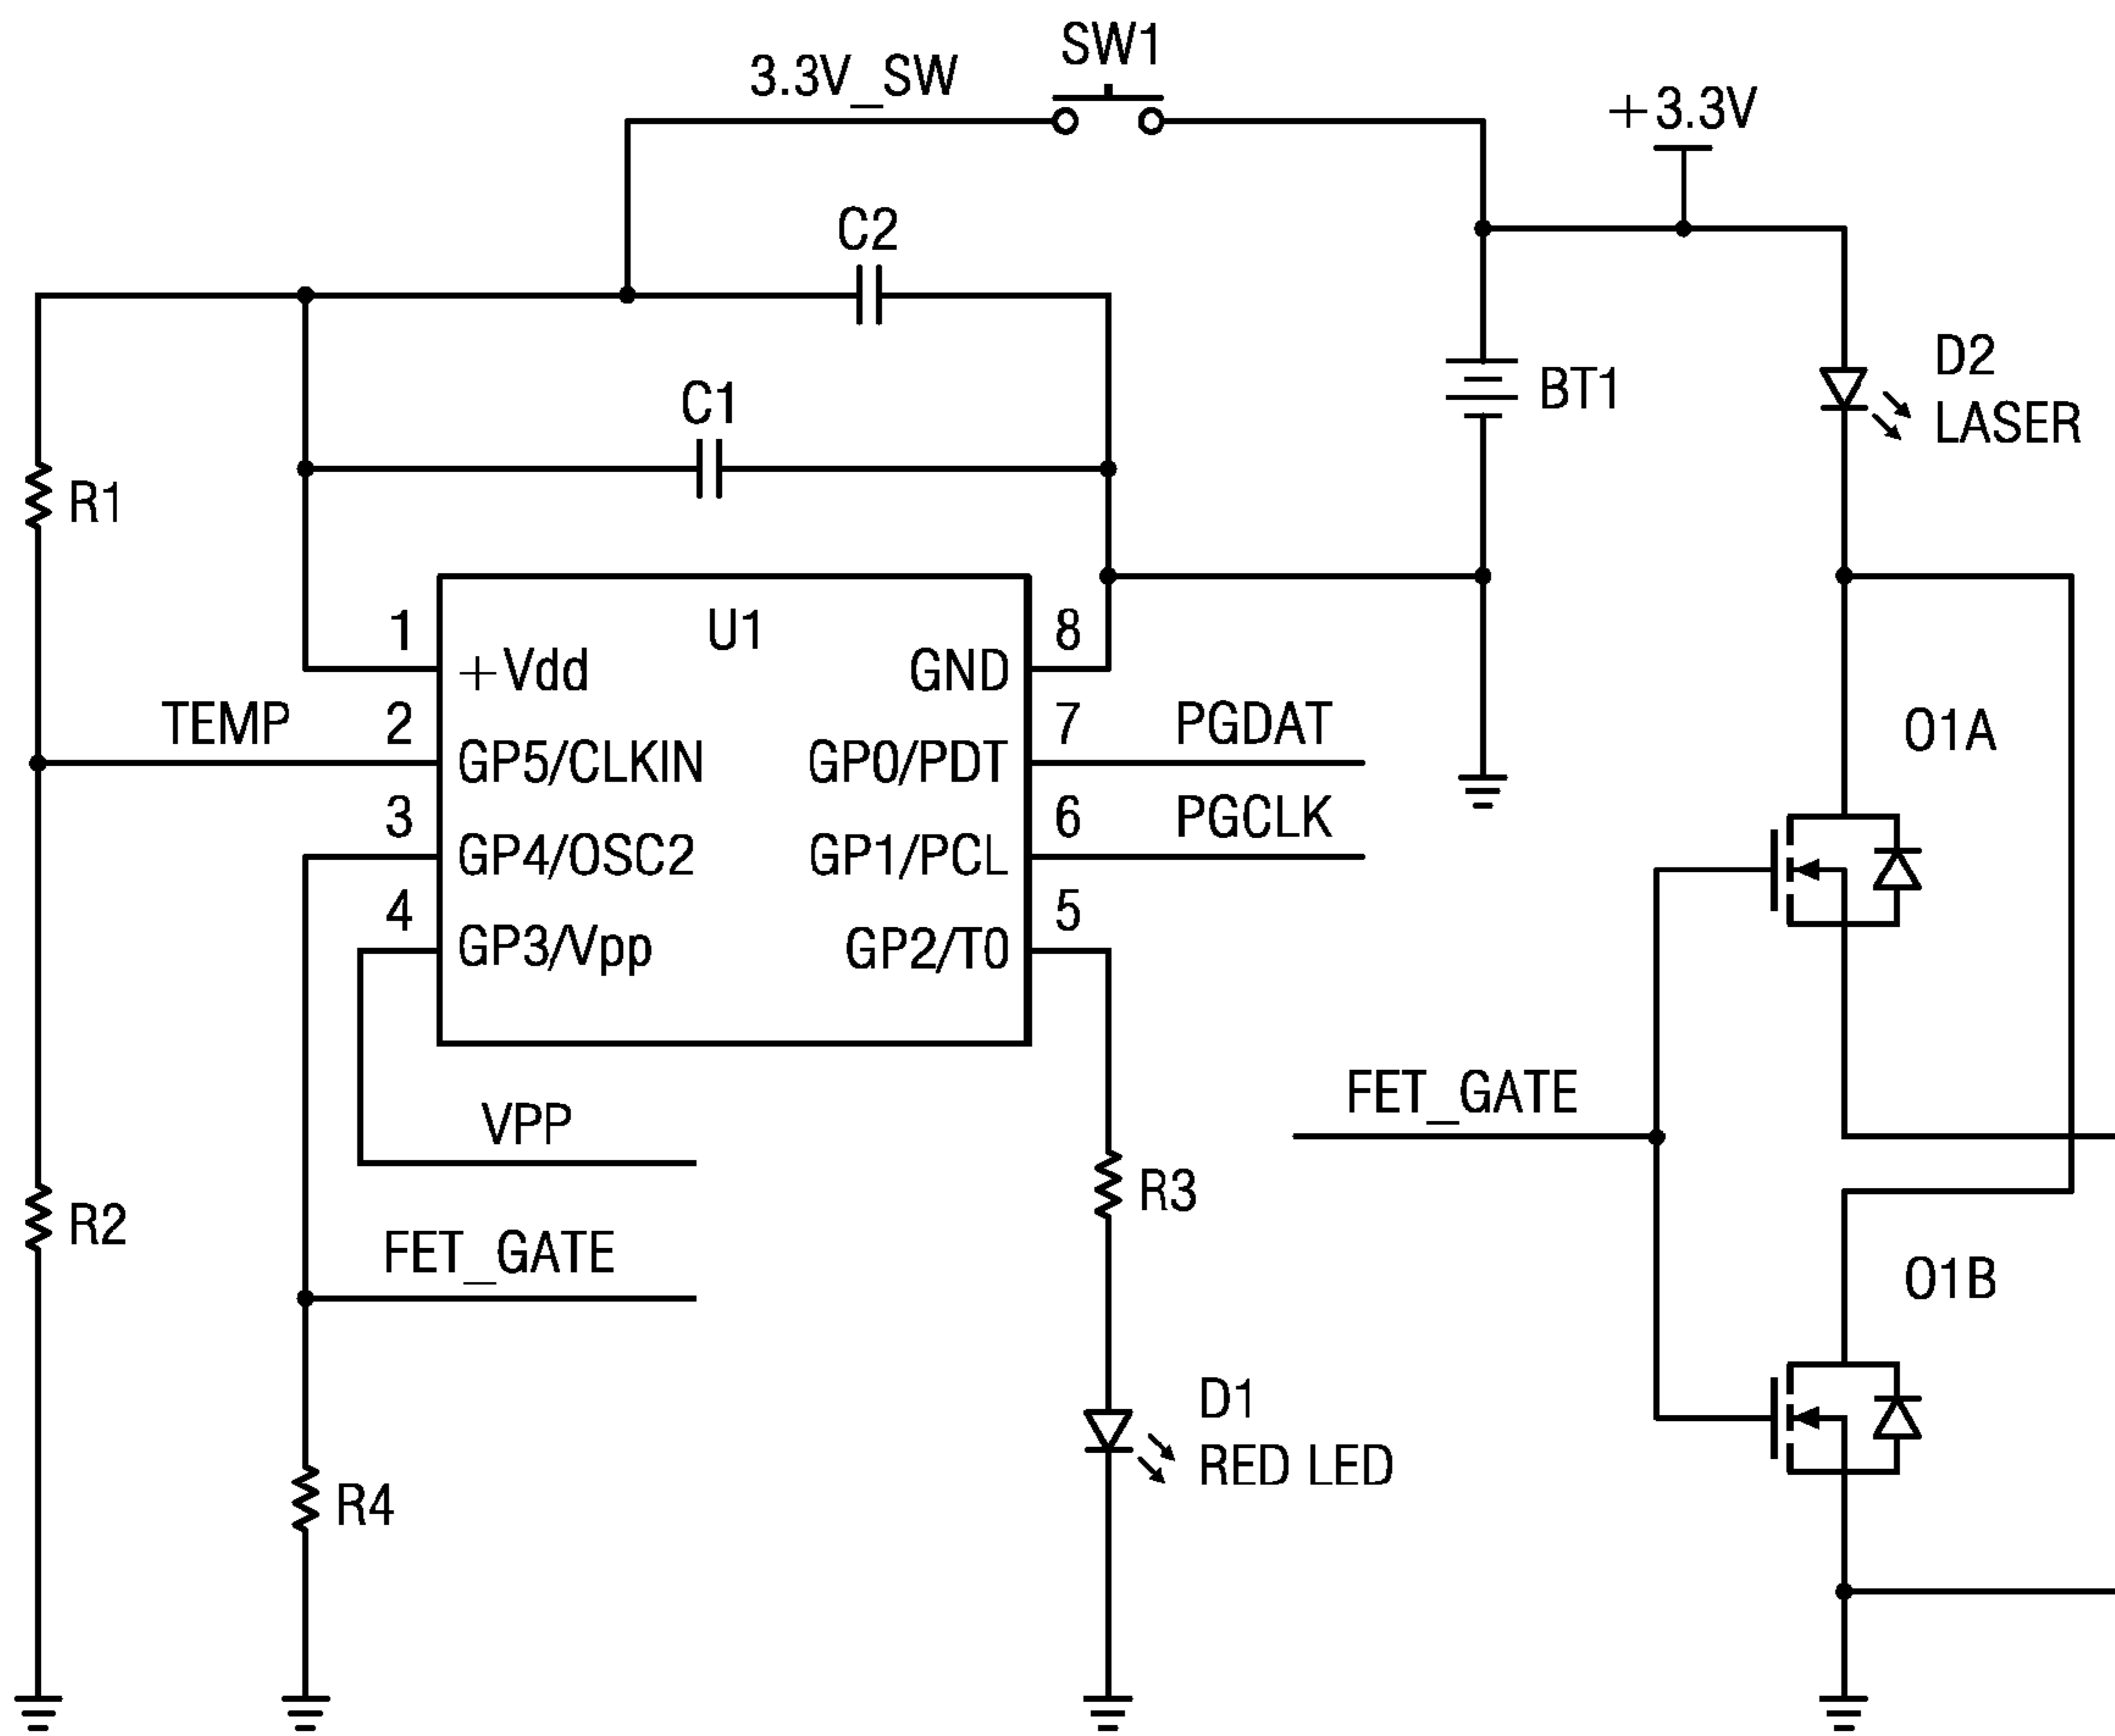 SW1
3.3V_SW
+3.3V
C2
D2
LASER
BT1
C1
R1
U1
1
8
+Vdd
GND
TEMP
2
7
PGDAT
GP5/CLKIN
GP0/PDT
O1A
3
6
PGCLK
GP4/OSC2
GP1/PCL
4
5
GP3/Vpp
GP2/T0
FET_GATE
VPP
R3
R2
FET_GATE
O1B
D1
RED LED
R4